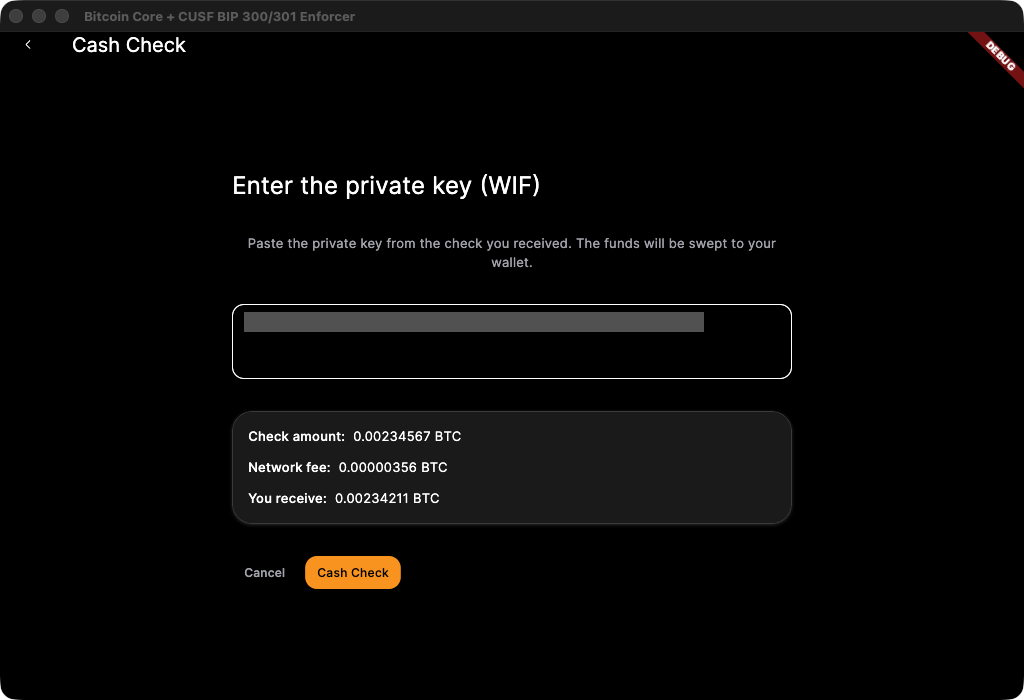 Bitcoin Core + CUSF BIP 300/301 Enforcer
Cash Check
DEBUG
Enter the private key (WIF)
Paste the private key from the check you received. The funds will be swept to your
wallet.
Check amount: 0.00234567 BTC
Network fee: 0.00000356 BTC
You receive: 0.00234211 BTC
Cancel
Cash Check